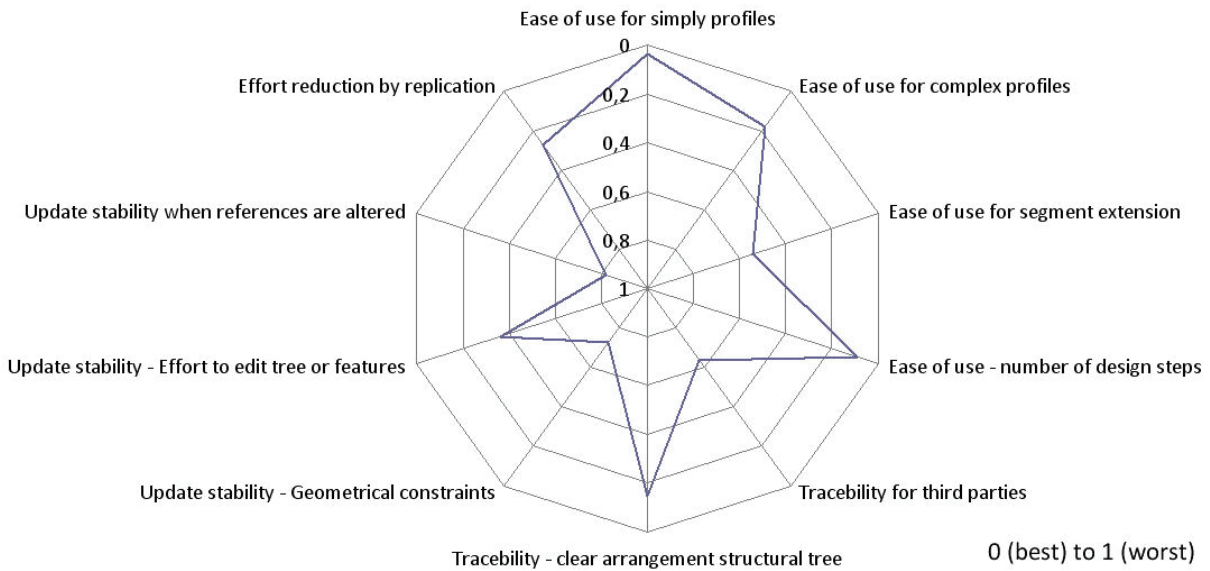 Ease of use for simply profiles
0
Effort reduction by replication
Ease of use for complex profiles
0,2
0,4
0,6
Update stability when references are altered
Ease of use for segment extension
0,8
1
Update stability - Effort to edit tree or features
Ease of use - number of design steps
Update stability - Geometrical constraints
Tracebility for third parties
Tracebility - clear arrangement structural tree
0 (best) to 1 (worst)